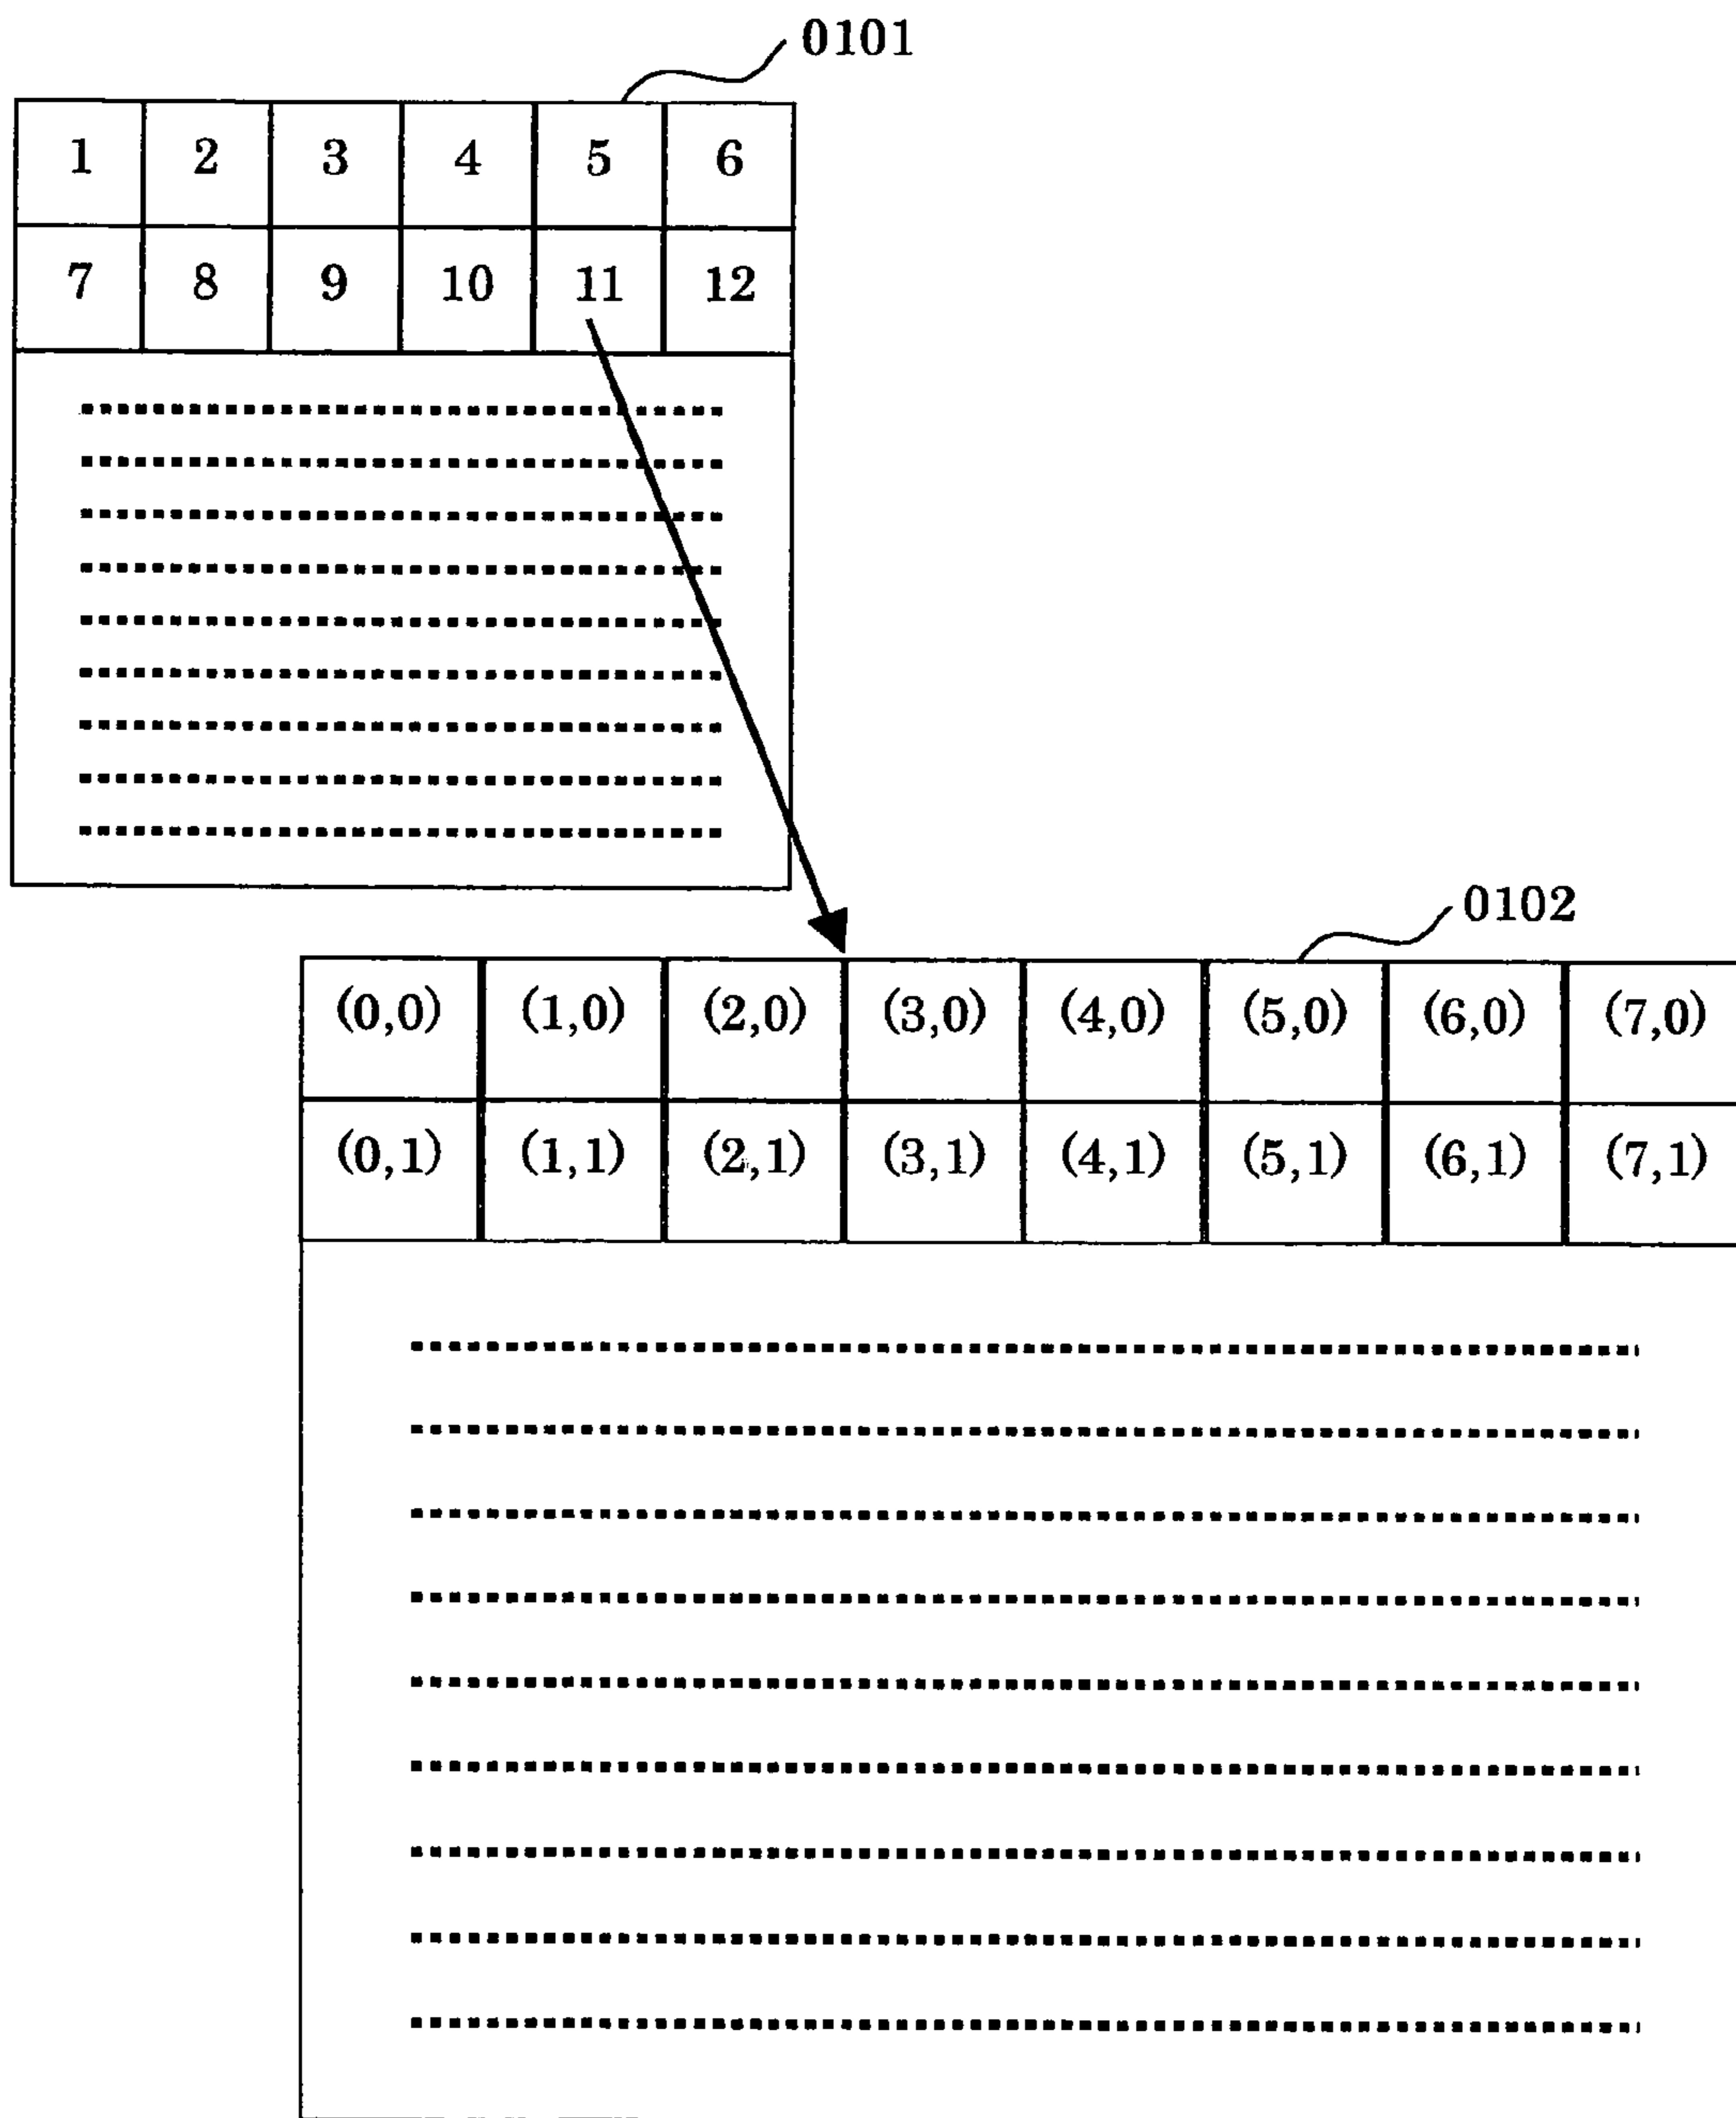 0101
1 2 3 4 5 6
7 8 9 10 11 12
0102
(0,0) (1,0) (2,0) (3,0) (4,0) (5,0) (6,0) (7,0)
(0,1) (1,1) (2,1) (3,1) (4,1) (5,1) (6,1) (7,1)